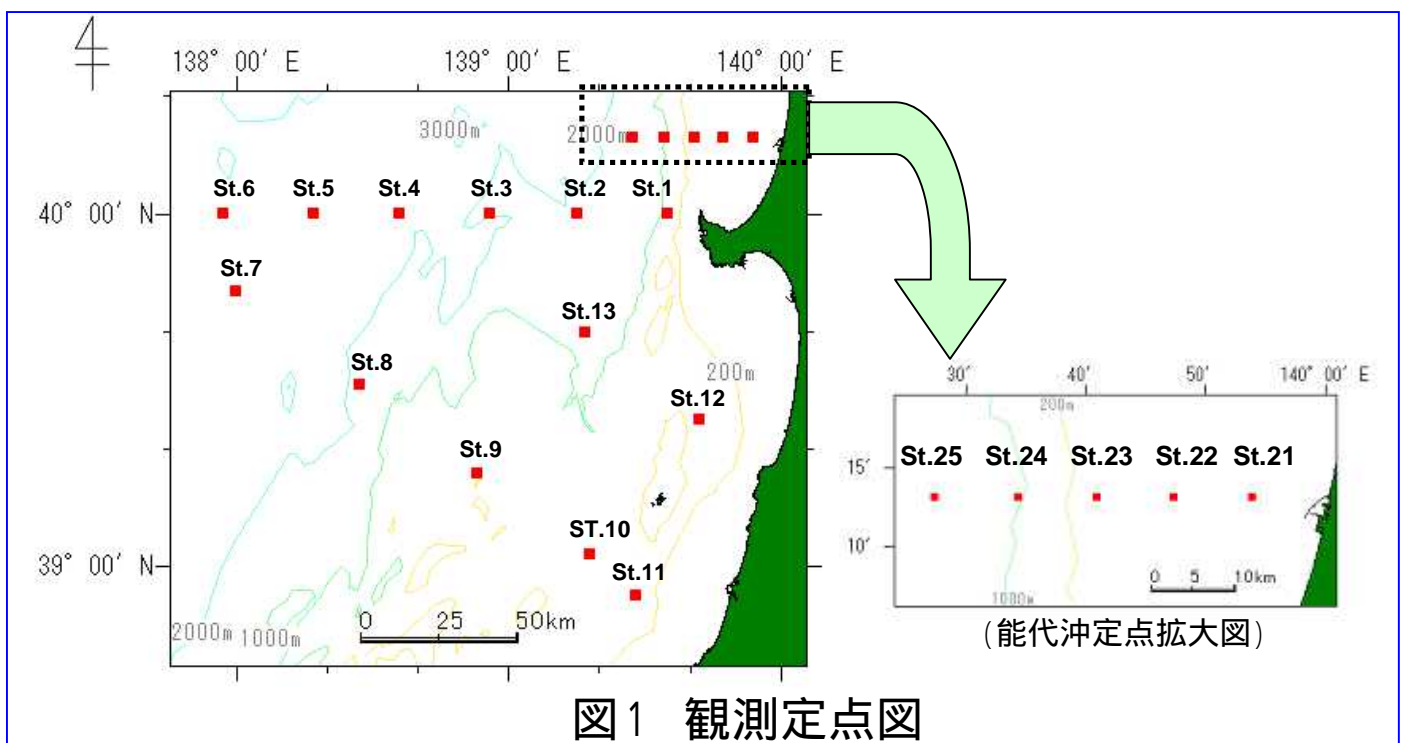 138° 00′ E 139° 00′ E 140° 00′ E
3000m 2000m
St.6 St.5 St.4 St.3 St.2 St.1
40° 00′ N
St.7
St.13
St.8
200m
St.12
St.9
ST.10
39° 00′ N
St.11
0 25 50km
2000m 1000m
30′ 40′ 50′ 140° 00′ E
200m
15′
St.25 St.24 St.23 St.22 St.21
10′
0 5 10km
1000m
(能代沖定点拡大図)
図1 観測定点図